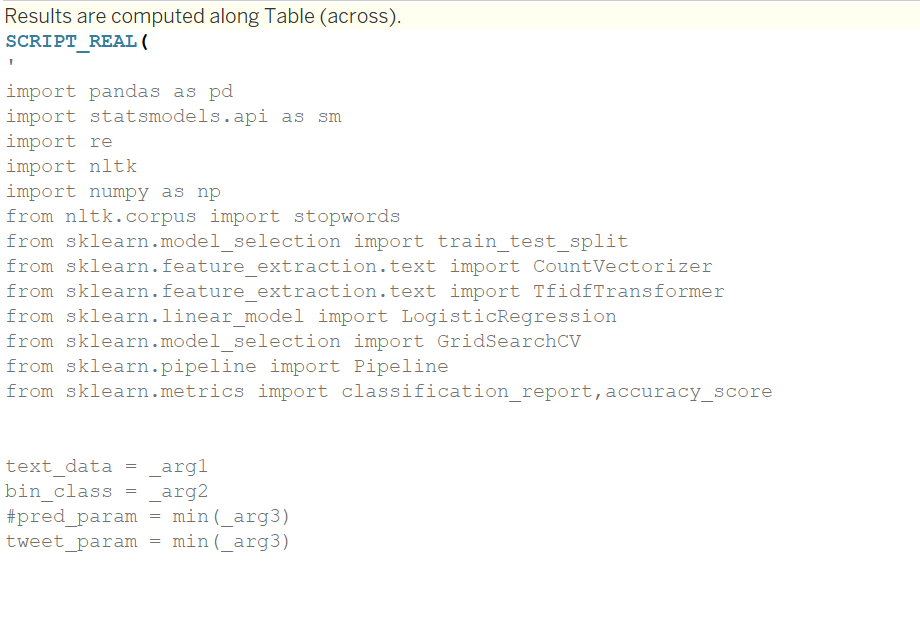 Results are computed along Table (across).
SCRIPT_REAL(
'
import pandas as pd
import statsmodels.api as sm
import re
import nltk
import numpy as np
from nltk.corpus import stopwords
from sklearn.model_selection import train_test_split
from sklearn.feature_extraction.text import CountVectorizer
from sklearn.feature_extraction.text import TfidfTransformer
from sklearn.linear_model import LogisticRegression
from sklearn.model_selection import GridSearchCV
from sklearn.pipeline import Pipeline
from sklearn.metrics import classification_report,accuracy_score
text_data = _arg1
bin_class = _arg2
#pred_param = min(_arg3)
tweet_param = min(_arg3)